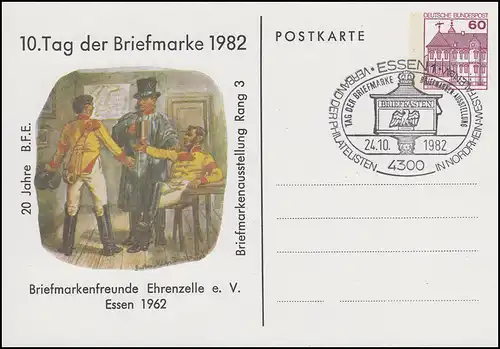 10.Tag der Briefmarke 1982
20 Jahre B.F.E.
Briefmarkenausstellung Rang 3
Briefmarkenfreunde Ehrenzelle e. V.
Essen 1962
POSTKARTE
DEUTSCHE BUNDESPOST
60
ESSEN 1
VERBAND DER PHILATELISTEN
IN NORDRHEIN-WESTFALEN
TAG DER BRIEFMARKE
BRIEFMARKEN AUSSTELLUNG
BRIEFKASTEN
24.10. 1982
4300